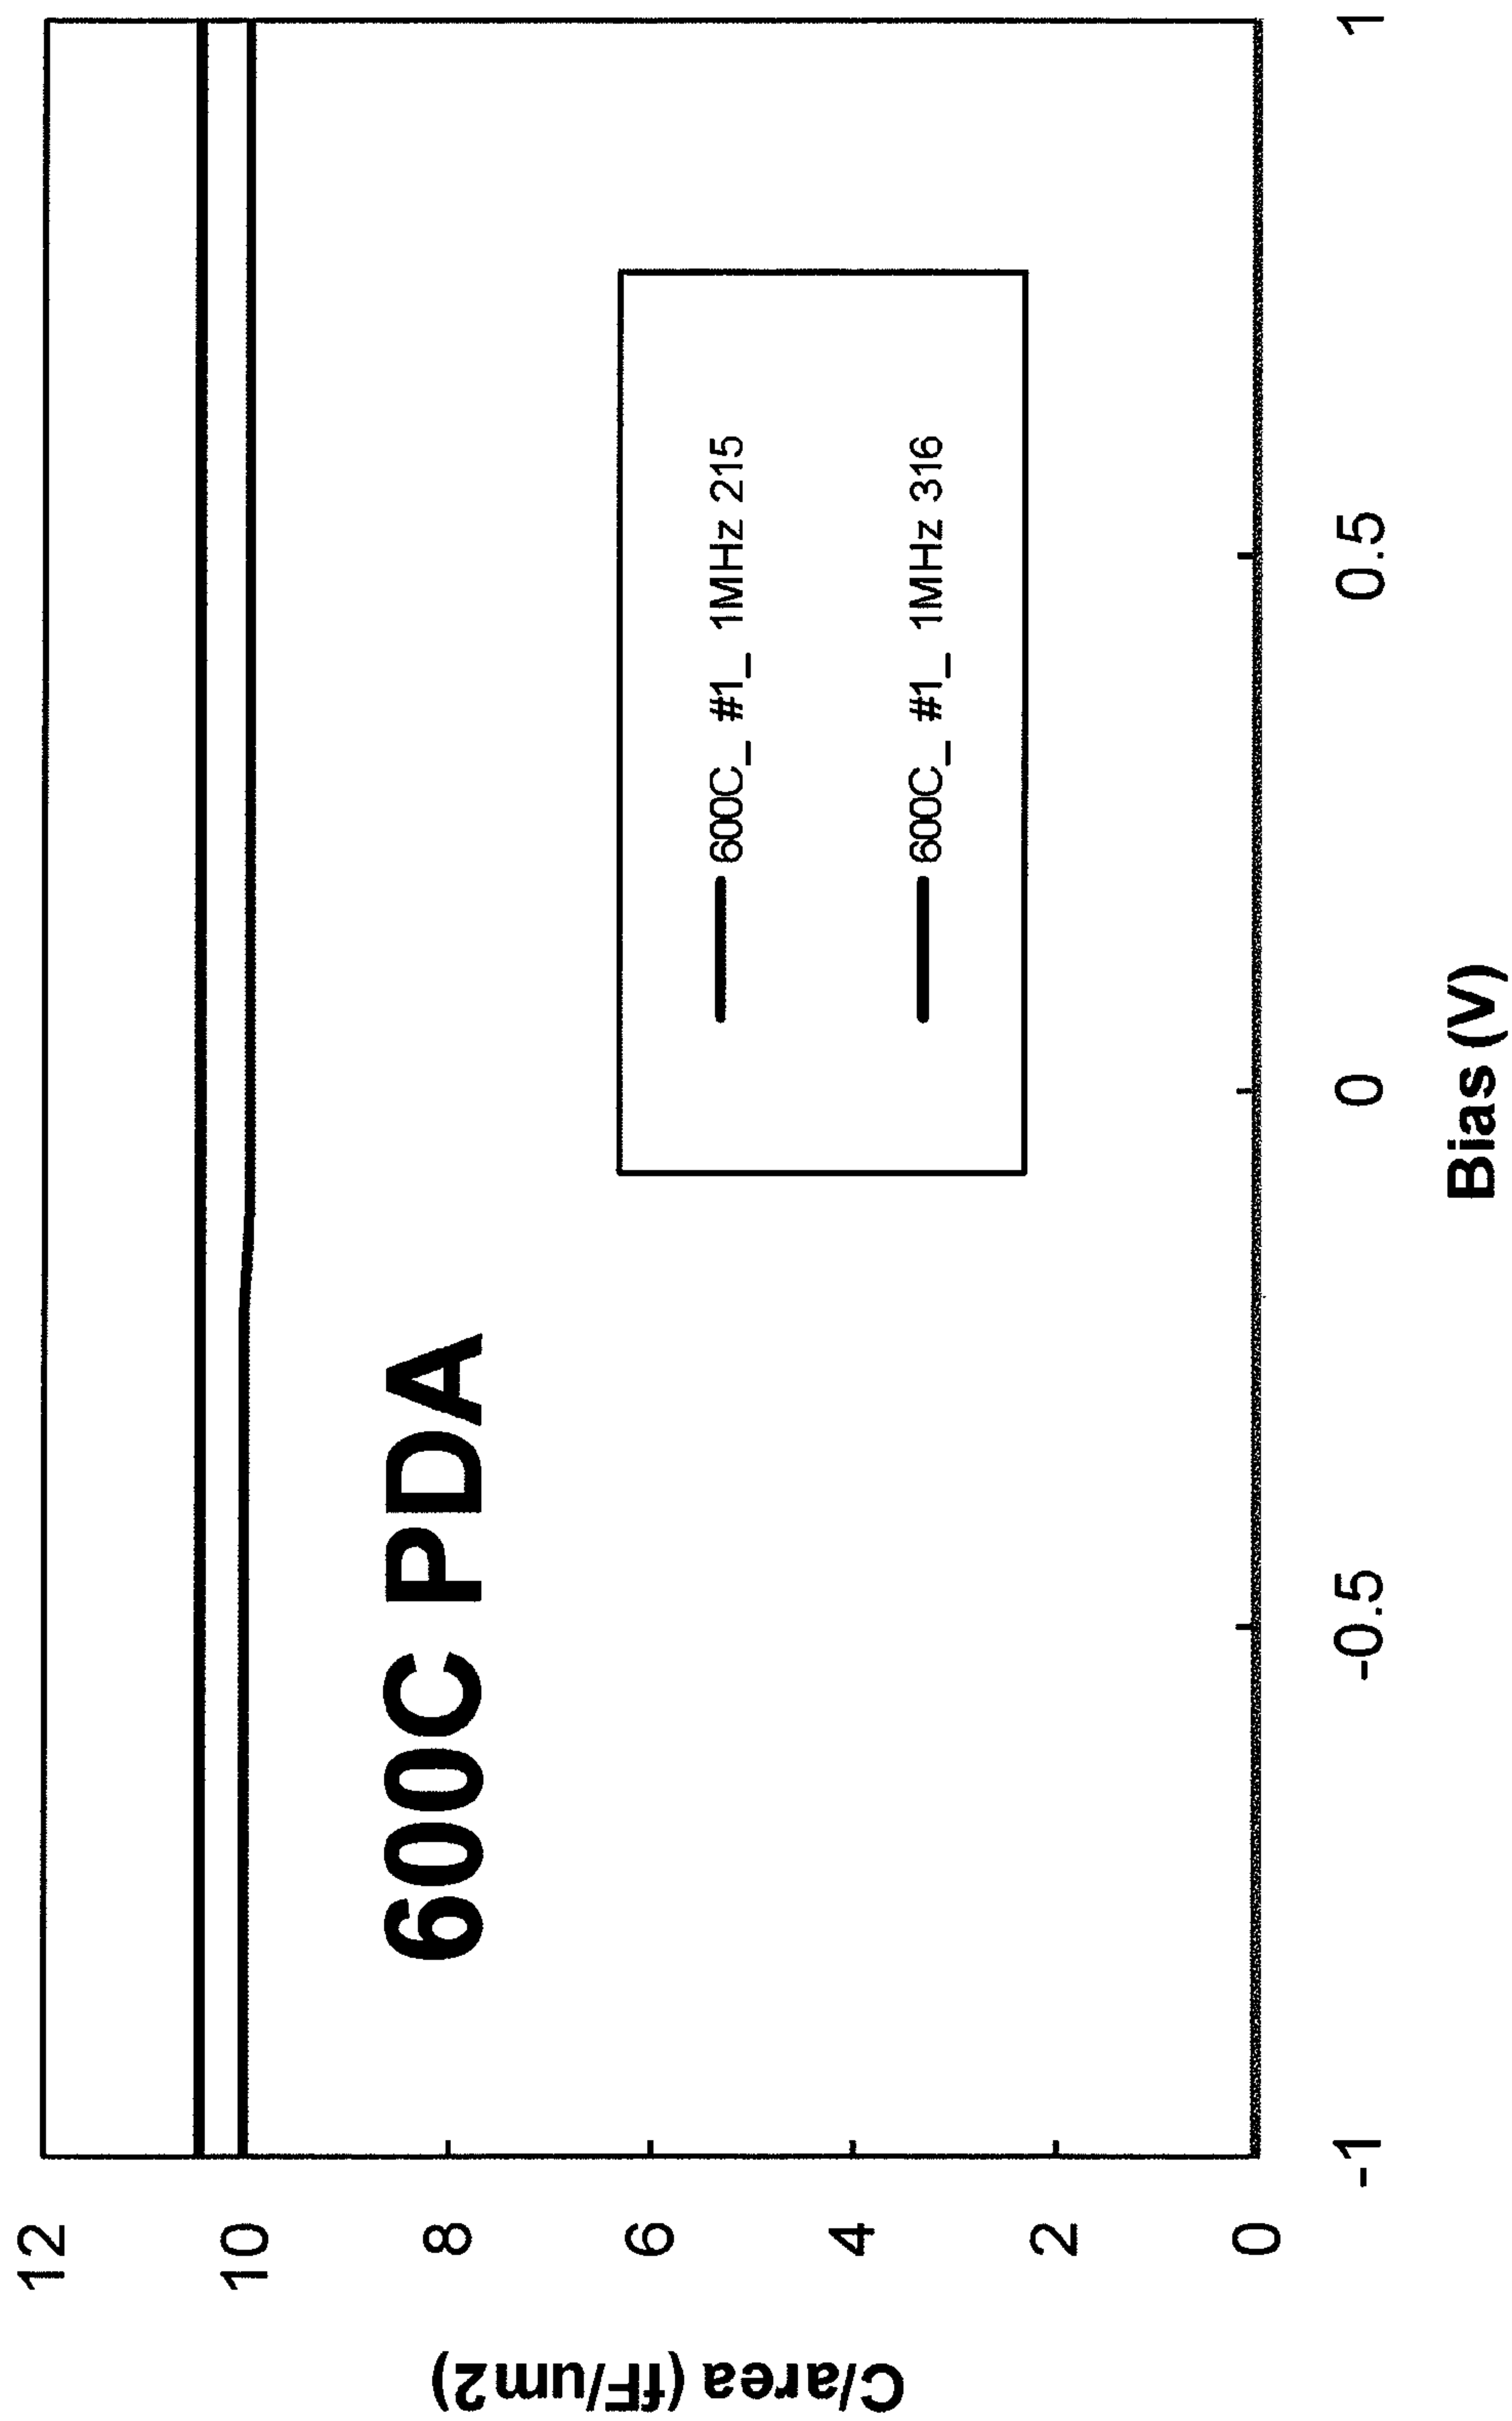 12
10
8
6
4
2
0
C/area (fF/um2)
600C PDA
600C_ #1_ 1MHz 215
600C_ #1_ 1MHz 316
-1
-0.5
0
0.5
1
Bias (V)